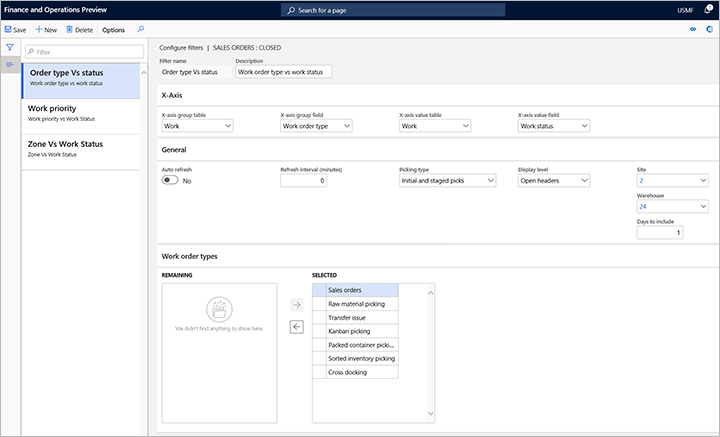 Finance and Operations Preview
Search for a page
USMF
Save
New
Delete
Options
Filter
Order type Vs status
Work order type vs work status
Work priority
Work priority vs Work Status
Zone Vs Work Status
Zone Vs Work Status
Configure filters | SALES ORDERS : CLOSED
Filter name
Description
Order type Vs status
Work order type vs work status
X-Axis
X-axis group table
X-axis group field
X-axis value table
X-axis value field
Work
Work order type
Work
Work status
General
Auto refresh
Refresh interval (minutes)
Picking type
Display level
Site
No
0
Initial and staged picks
Open headers
2
Warehouse
24
Days to include
1
Work order types
REMAINING
SELECTED
We didn't find anything to show here.
Sales orders
Raw material picking
Transfer issue
Kanban picking
Packed container picki...
Sorted inventory picking
Cross docking